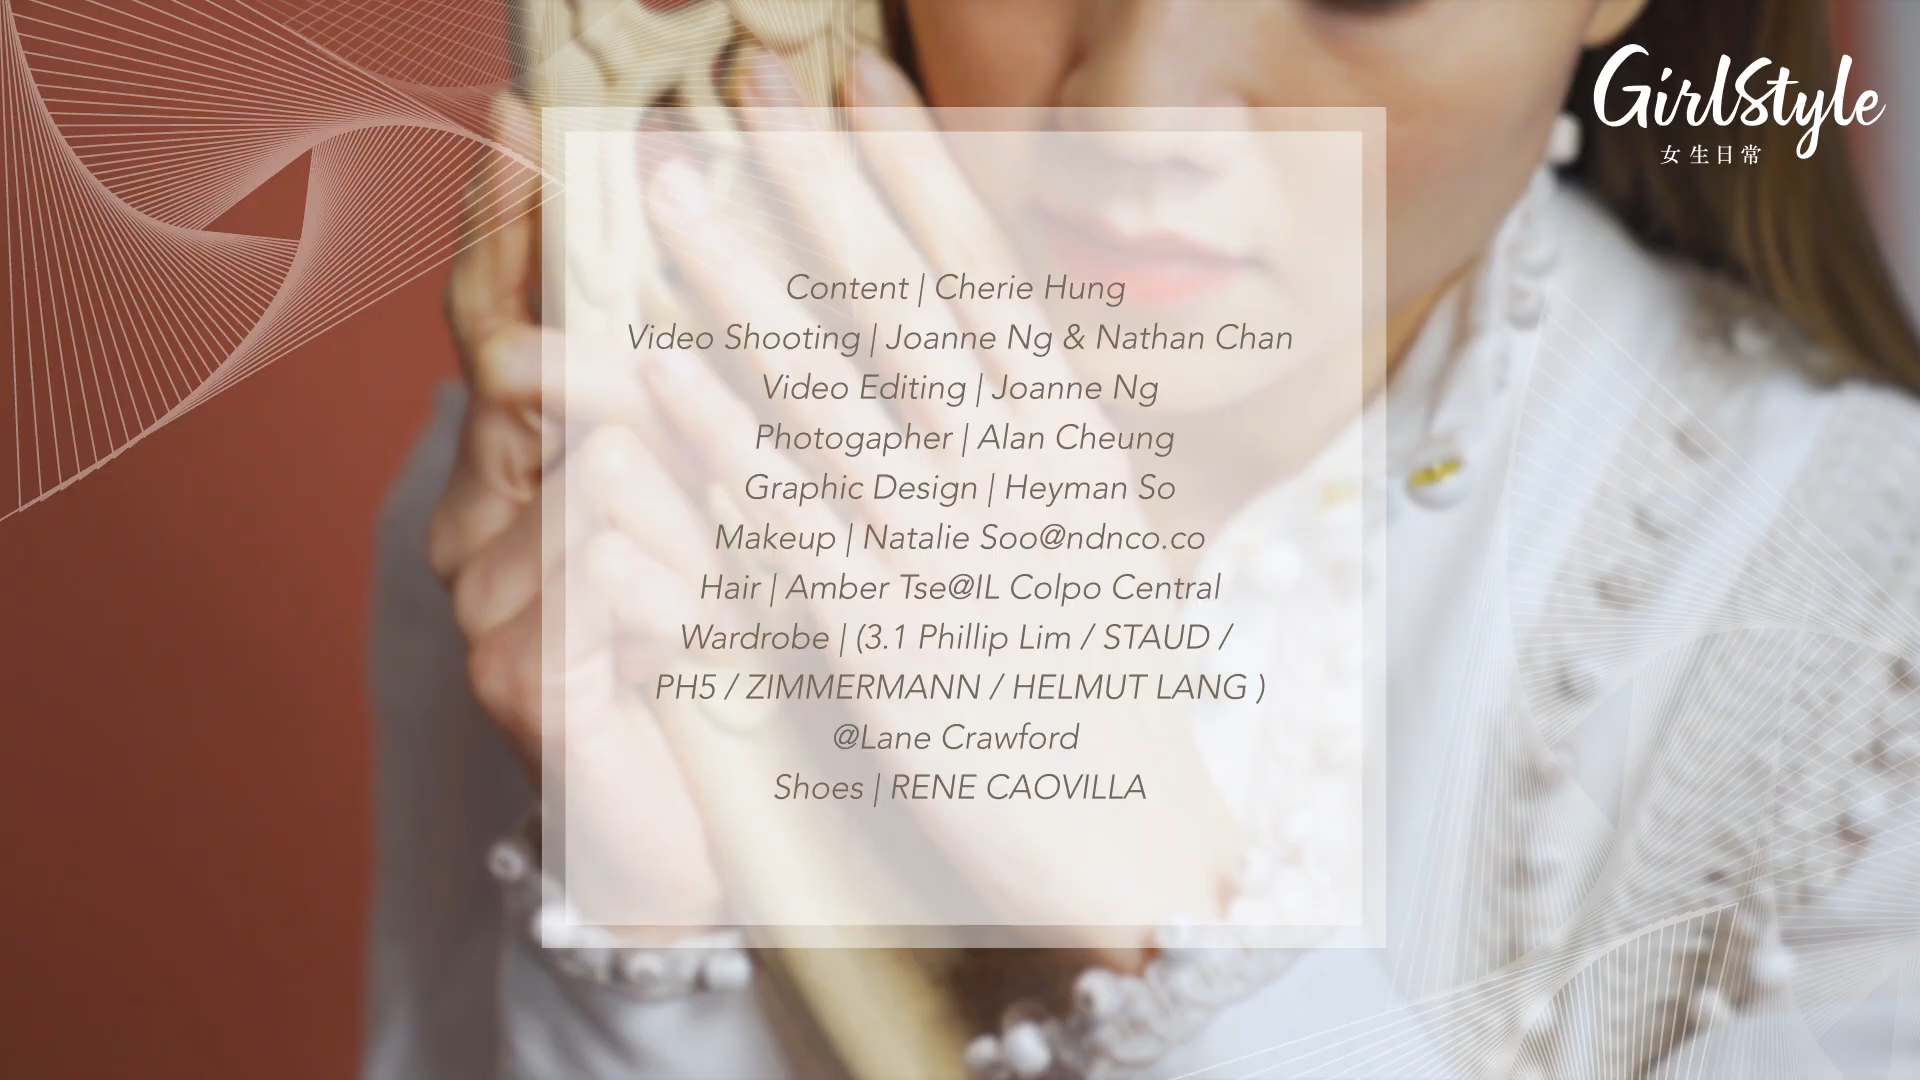 GirlStyle
女生日常
Content | Cherie Hung
Video Shooting | Joanne Ng & Nathan Chan
Video Editing | Joanne Ng
Photogapher | Alan Cheung
Graphic Design | Heyman So
Makeup | Natalie Soo@ndnco.co
Hair | Amber Tse@IL Colpo Central
Wardrobe | (3.1 Phillip Lim / STAUD /
PH5 / ZIMMERMANN / HELMUT LANG )
@Lane Crawford
Shoes | RENE CAOVILLA